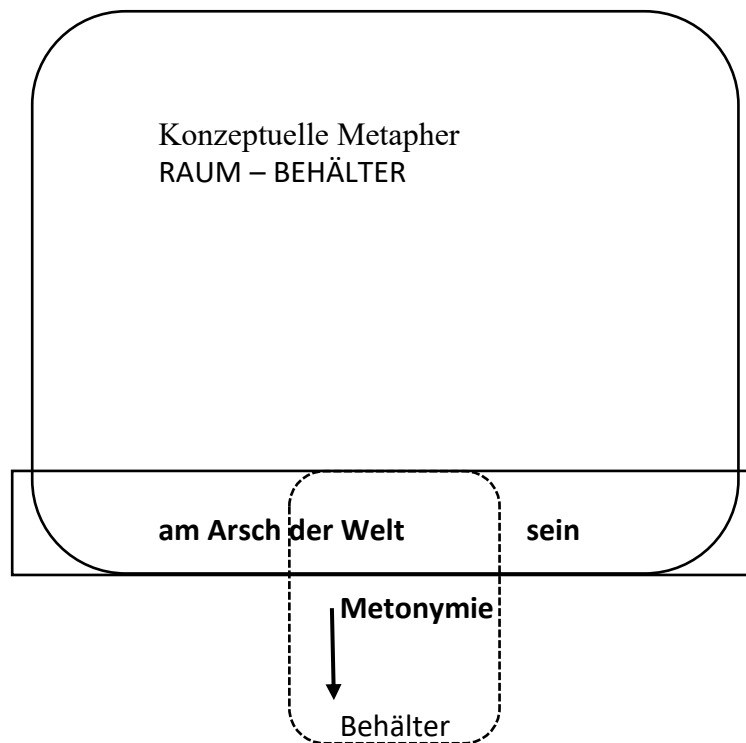 Konzeptuelle Metapher
RAUM – BEHÄLTER
am Arsch der Welt sein
Metonymie
Behälter